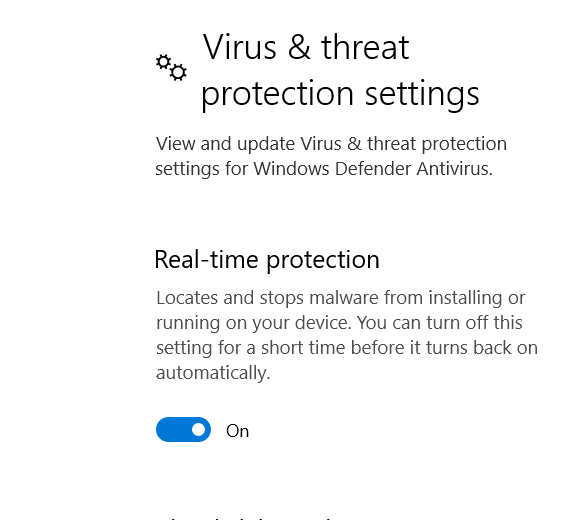 Virus & threat
protection settings
View and update Virus & threat protection
settings for Windows Defender Antivirus.
Real-time protection
Locates and stops malware from installing or
running on your device. You can turn off this
setting for a short time before it turns back on
automatically.
On